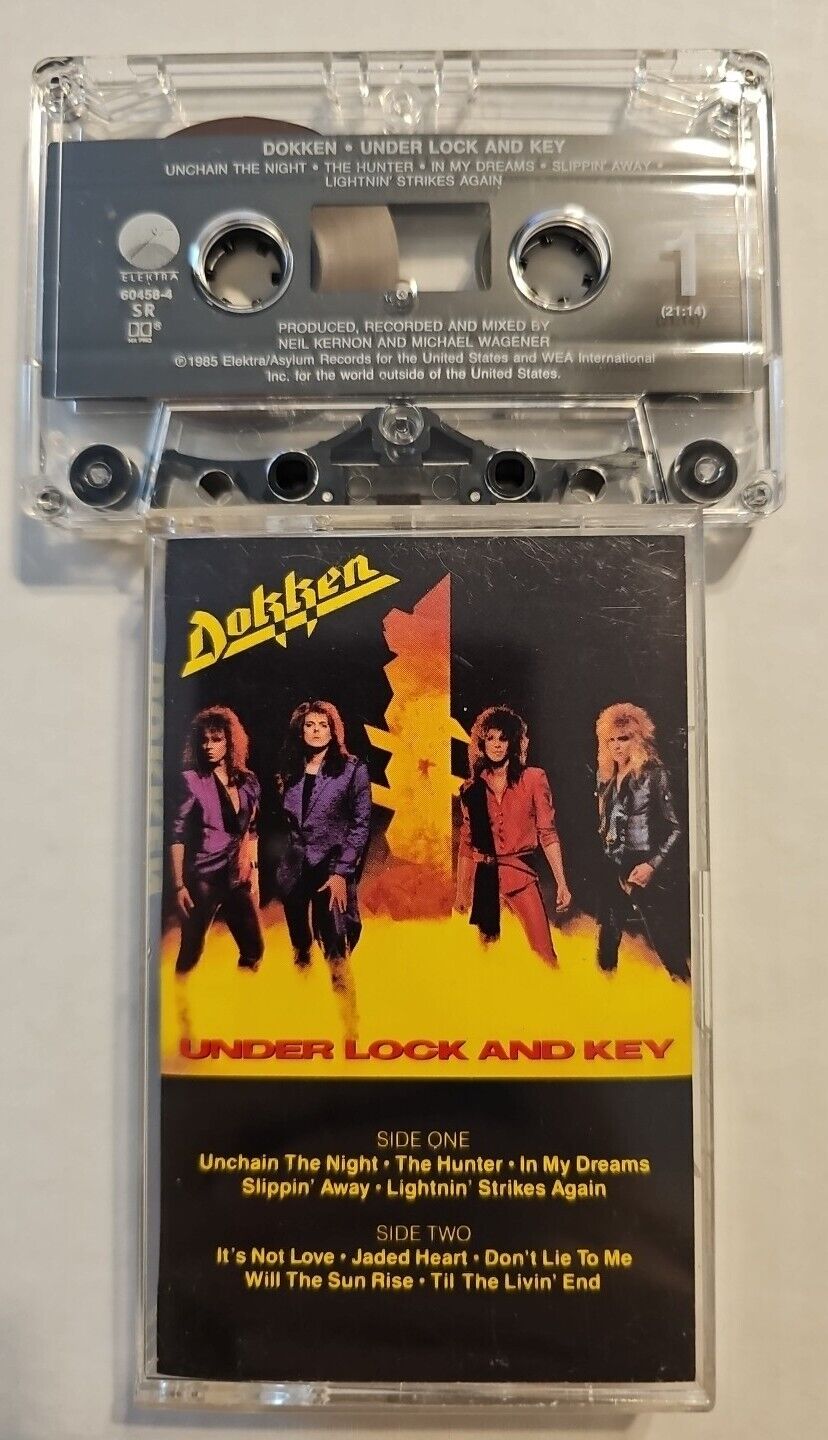 DOKKEN • UNDER LOCK AND KEY
UNCHAIN THE NIGHT • THE HUNTER • IN MY DREAMS • SLIPPIN' AWAY •
LIGHTNIN' STRIKES AGAIN
ELEKTRA
60458-4
SR
HX PRO
1
(21:14)
PRODUCED, RECORDED AND MIXED BY
NEIL KERNON AND MICHAEL WAGENER
℗1985 Elektra/Asylum Records for the United States and WEA International
Inc. for the world outside of the United States.
Dokken
UNDER LOCK AND KEY
SIDE ONE
Unchain The Night • The Hunter • In My Dreams
Slippin' Away • Lightnin' Strikes Again
SIDE TWO
It's Not Love • Jaded Heart • Don't Lie To Me
Will The Sun Rise • Til The Livin' End